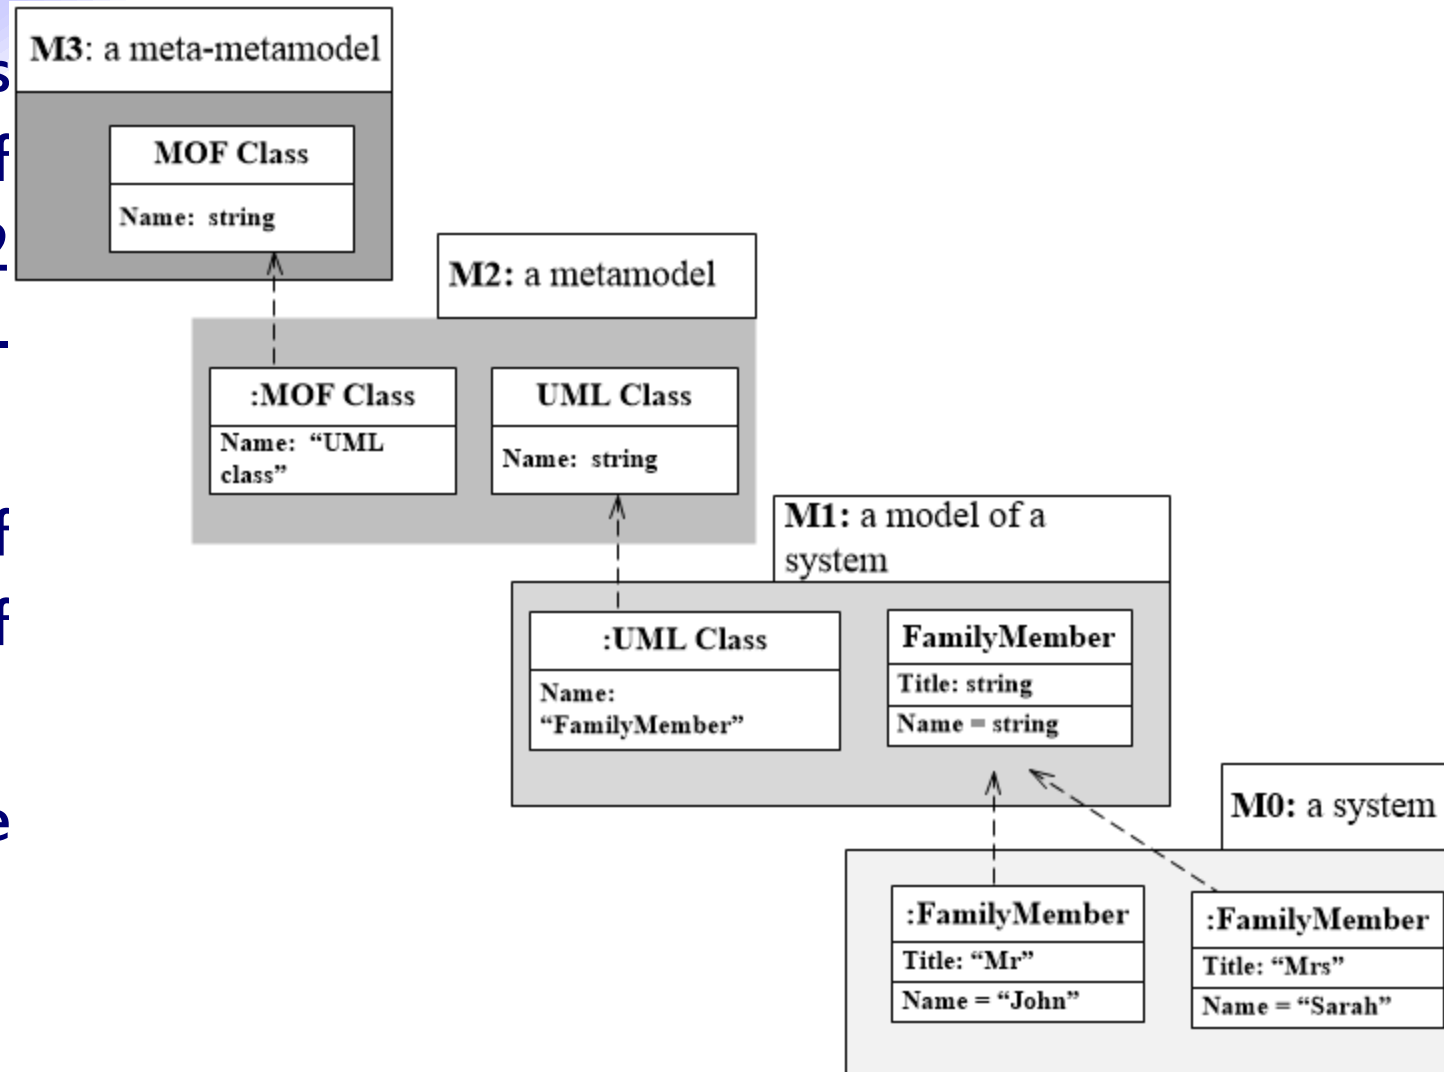 M3: a meta-metamodel
MOF Class
Name: string
M2: a metamodel
:MOF Class
Name: “UML
class”
UML Class
Name: string
M1: a model of a
system
:UML Class
Name:
“FamilyMember”
FamilyMember
Title: string
Name = string
M0: a system
:FamilyMember
Title: “Mr”
Name = “John”
:FamilyMember
Title: “Mrs”
Name = “Sarah”